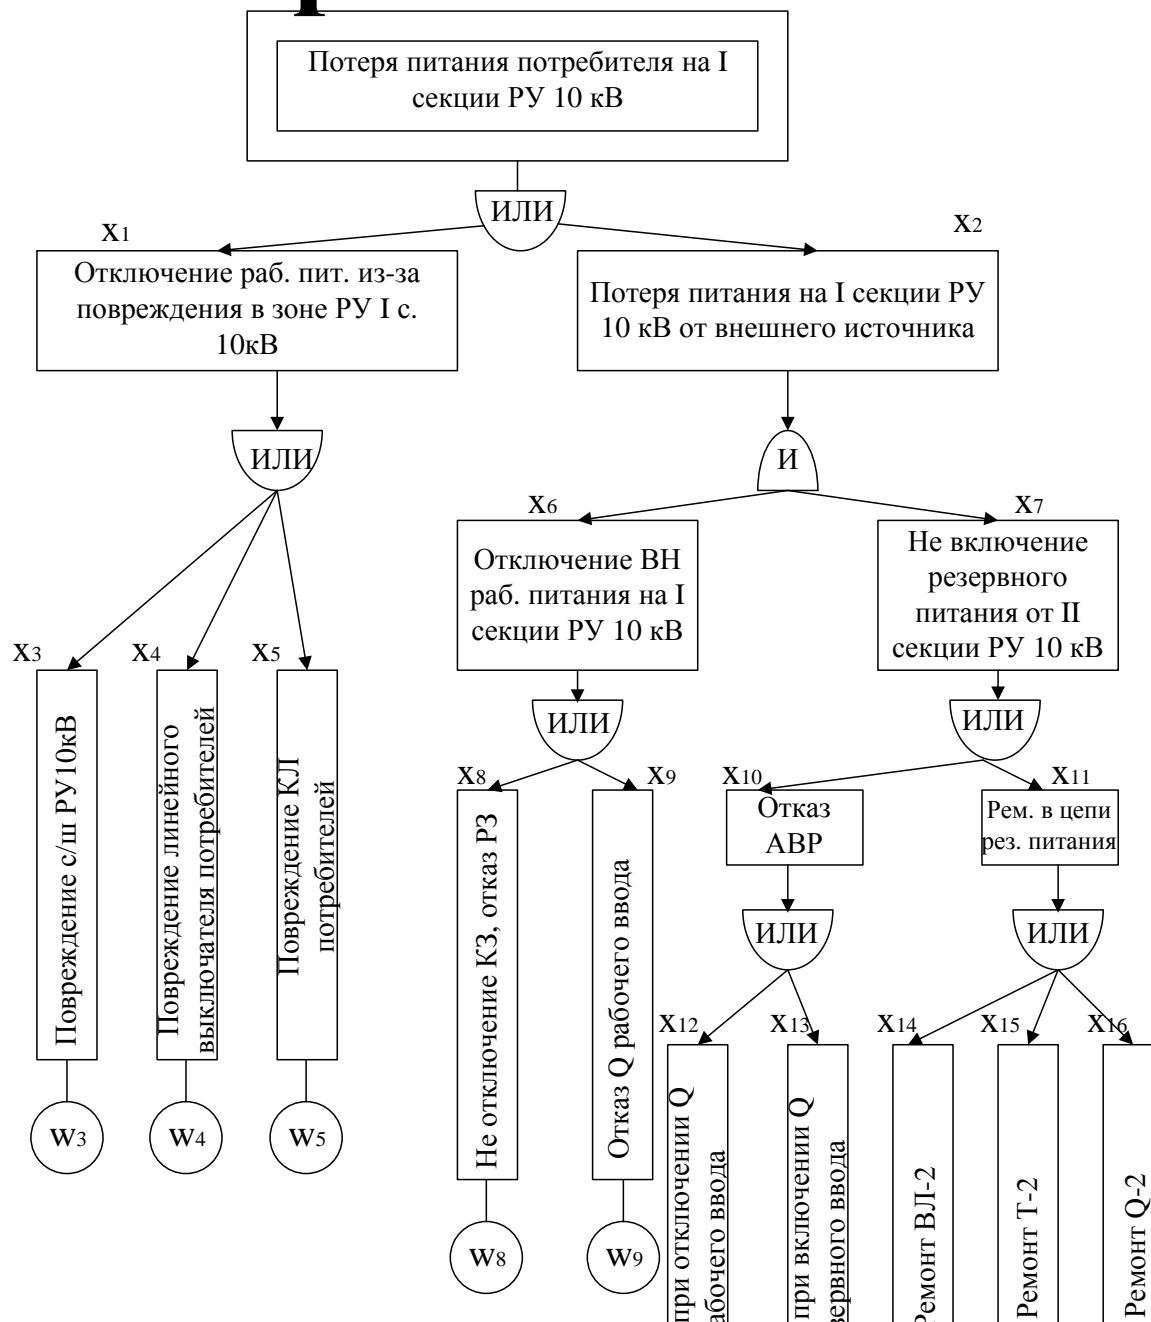 Потеря питания потребителя на I
секции РУ 10 кВ
ИЛИ
x1
x2
Отключение раб. пит. из-за
повреждения в зоне РУ I с.
10кВ
Потеря питания на I секции РУ
10 кВ от внешнего источника
ИЛИ
И
x6
x7
Отключение ВН
раб. питания на I
секции РУ 10 кВ
Не включение
резервного
питания от II
секции РУ 10 кВ
x3
x4
x5
ИЛИ
ИЛИ
x8
x9
x10
x11
Отказ
АВР
Рем. в цепи
рез. питания
Повреждение с/ш РУ10кВ
Повреждение линейного
выключателя потребителей
Повреждение КЛ
потребителей
Не отключение КЗ, отказ РЗ
Отказ Q рабочего ввода
ИЛИ
ИЛИ
x12
x13
x14
x15
x16
при отключении Q
абочего ввода
при включении Q
ервного ввода
Ремонт ВЛ-2
Ремонт Т-2
Ремонт Q-2
w3
w4
w5
w8
w9